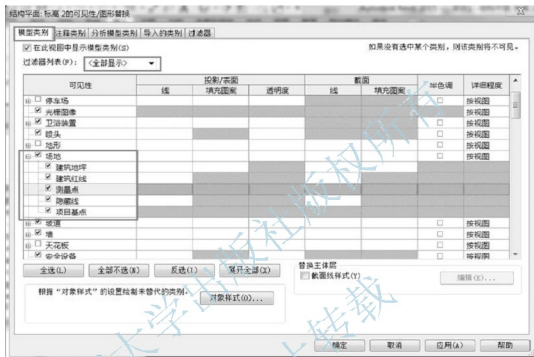 结构平面: 标高 2的可见性/图形替换
模型类别 注释类别 分析模型类别 导入的类别 过滤器
在此视图中显示模型类别(S) 如果没有选中某个类别，则该类别将不可见。
过滤器列表(F): <全部显示>
可见性 投影/表面 截面 半色调 详细程度
线 填充图案 透明度 线 填充图案
停车场 按视图
光栅图像 按视图
卫浴装置 按视图
喷头 按视图
地形 按视图
场地 按视图
建筑地坪
建筑红线
测量点
隐藏线
项目基点
坡道 按视图
墙 按视图
天花板 按视图
安全设备 按视图
全选(L) 全部不选(N) 反选(I) 展开全部(X)
替换主体层
截面线样式(Y) 编辑(E)...
根据“对象样式”的设置绘制未替代的类别。 对象样式(O)...
确定 取消 应用(A) 帮助
大学出版社版权所有